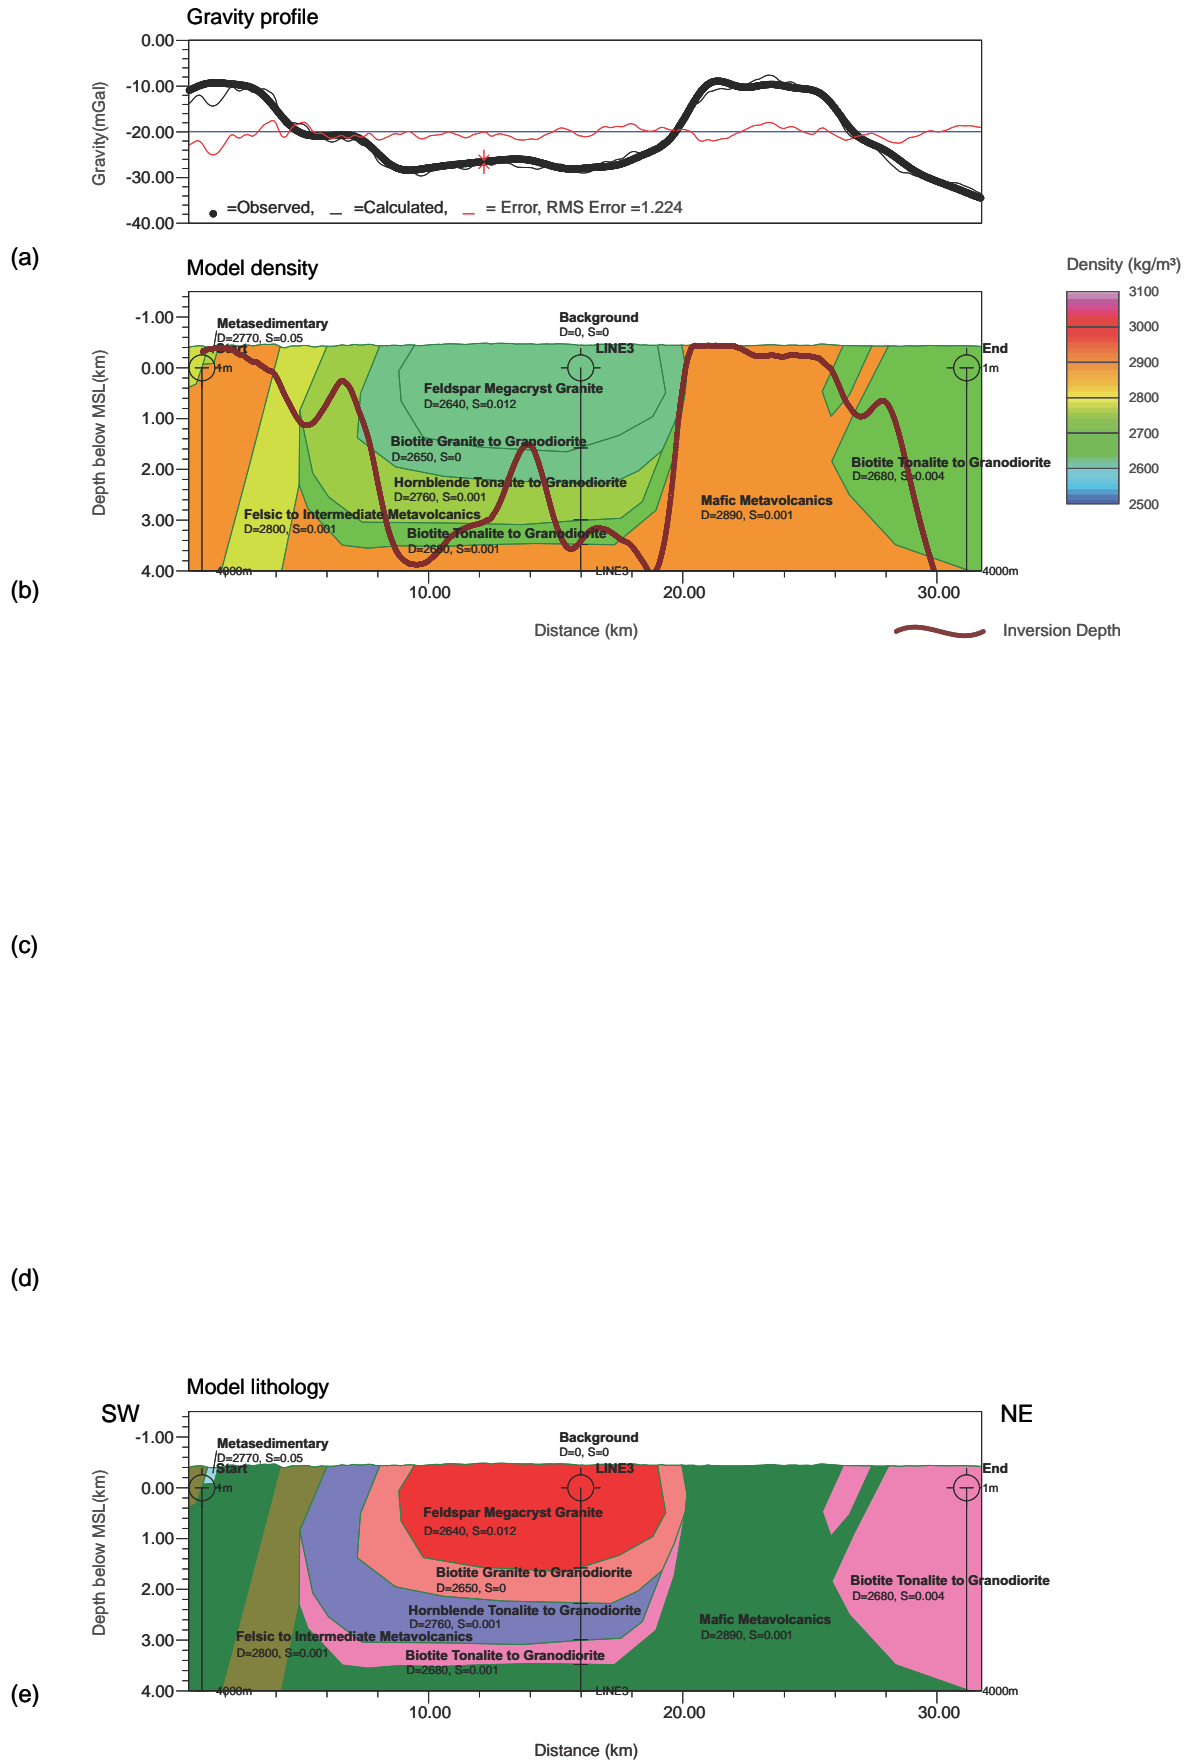 Gravity profile
0.00
-10.00
-20.00
-30.00
-40.00
Gravity(mGal)
=Observed, =Calculated, = Error, RMS Error =1.224
(a)
Model density
Density (kg/m³)
3100
3000
2900
2800
2700
2600
2500
-1.00
0.00
1.00
2.00
3.00
4.00
Depth below MSL(km)
Metasedimentary
D=2770, S=0.05
Start
1m
Background
D=0, S=0
LINE3
End
1m
Feldspar Megacryst Granite
D=2640, S=0.012
Biotite Granite to Granodiorite
D=2650, S=0
Hornblende Tonalite to Granodiorite
D=2760, S=0.001
Felsic to Intermediate Metavolcanics
D=2800, S=0.001
Biotite Tonalite to Granodiorite
D=2680, S=0.001
Mafic Metavolcanics
D=2890, S=0.001
Biotite Tonalite to Granodiorite
D=2680, S=0.004
4000m
LINE3
4000m
(b)
10.00
20.00
30.00
Distance (km)
Inversion Depth
(c)
(d)
Model lithology
SW
NE
-1.00
0.00
1.00
2.00
3.00
4.00
Depth below MSL(km)
Metasedimentary
D=2770, S=0.05
Start
1m
Background
D=0, S=0
LINE3
End
1m
Feldspar Megacryst Granite
D=2640, S=0.012
Biotite Granite to Granodiorite
D=2650, S=0
Hornblende Tonalite to Granodiorite
D=2760, S=0.001
Felsic to Intermediate Metavolcanics
D=2800, S=0.001
Biotite Tonalite to Granodiorite
D=2680, S=0.001
Mafic Metavolcanics
D=2890, S=0.001
Biotite Tonalite to Granodiorite
D=2680, S=0.004
4000m
LINE3
4000m
(e)
10.00
20.00
30.00
Distance (km)